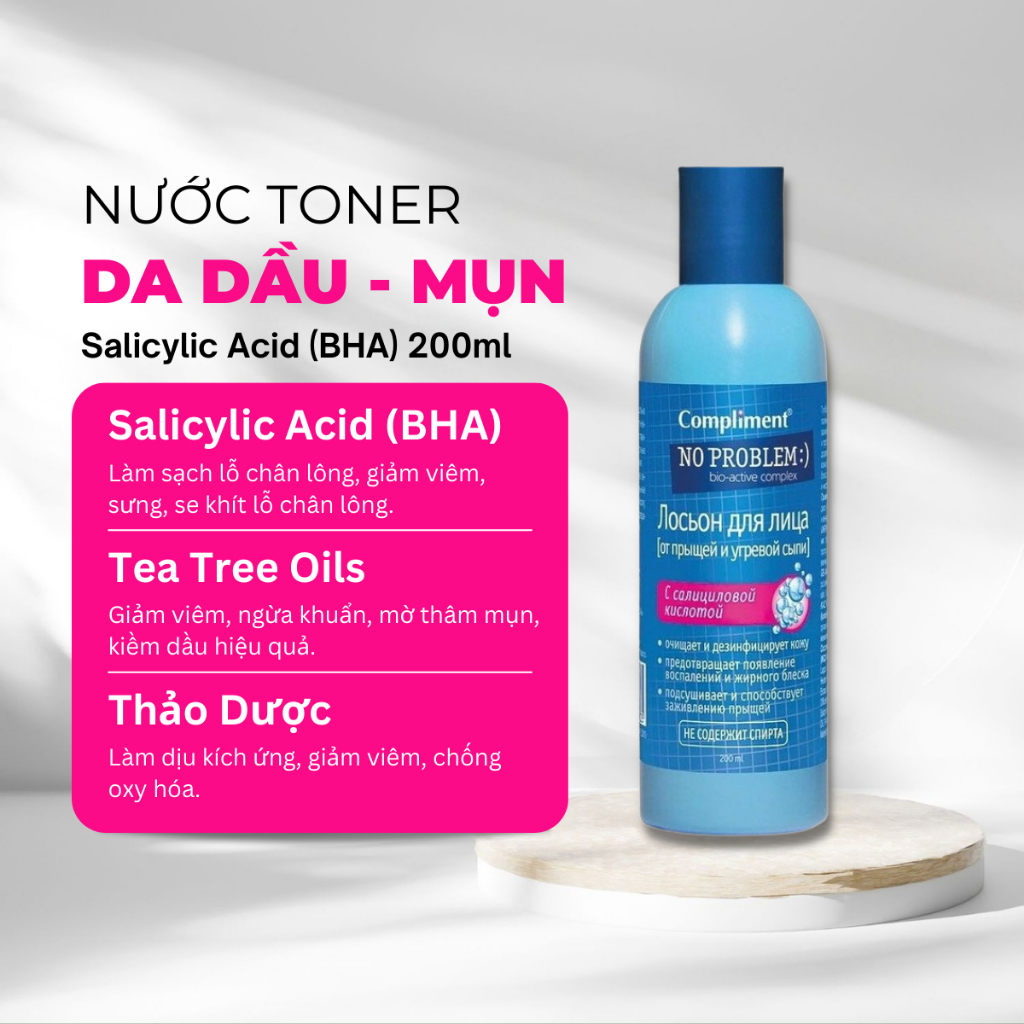 NƯỚC TONER
DA DẦU - MỤN
Salicylic Acid (BHA) 200ml
Salicylic Acid (BHA)
Làm sạch lỗ chân lông, giảm viêm,
sưng, se khít lỗ chân lông.
Tea Tree Oils
Giảm viêm, ngừa khuẩn, mờ thâm mụn,
kiềm dầu hiệu quả.
Thảo Dược
Làm dịu kích ứng, giảm viêm, chống
oxy hóa.
Compliment®
NO PROBLEM:)
bio-active complex
Лосьон для лица
[от прыщей и угревой сыпи]
С салициловой
кислотой
• очищает и дезинфицирует кожу
• предотвращает появление
воспалений и жирного блеска
• подсушивает и способствует
заживлению прыщей
НЕ СОДЕРЖИТ СПИРТА
200 ml